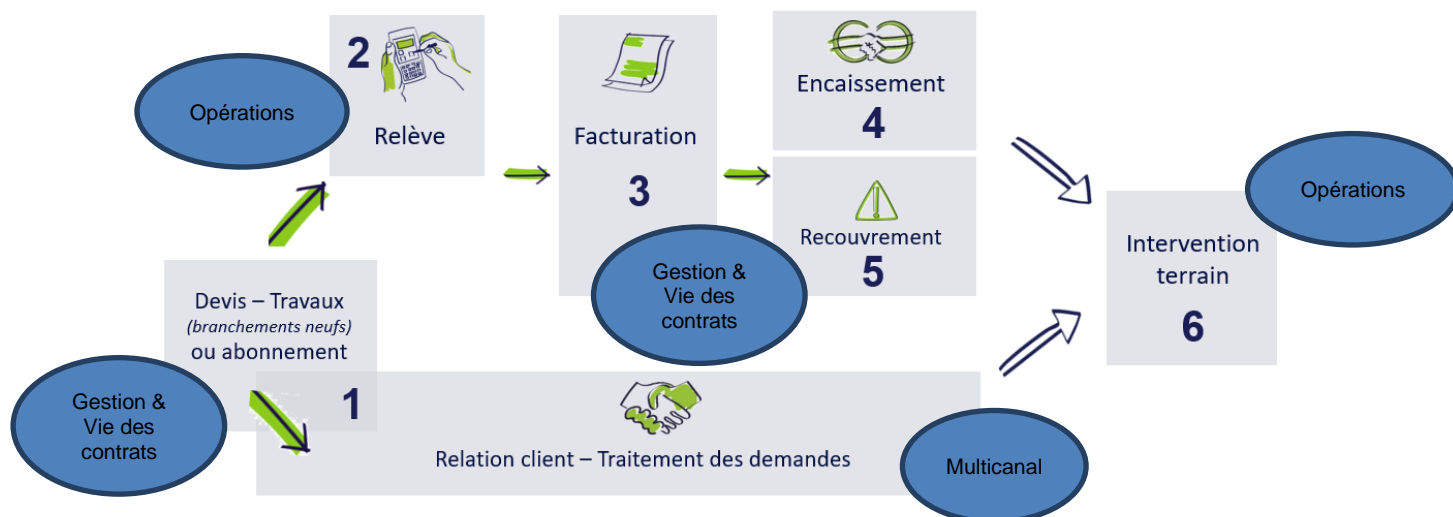 2
Opérations
Relève
Facturation
3
Encaissement
4
Recouvrement
5
Gestion &
Vie des
contrats
Opérations
Intervention
terrain
6
Devis – Travaux
(branchements neufs)
ou abonnement
1
Gestion &
Vie des
contrats
Relation client – Traitement des demandes
Multicanal